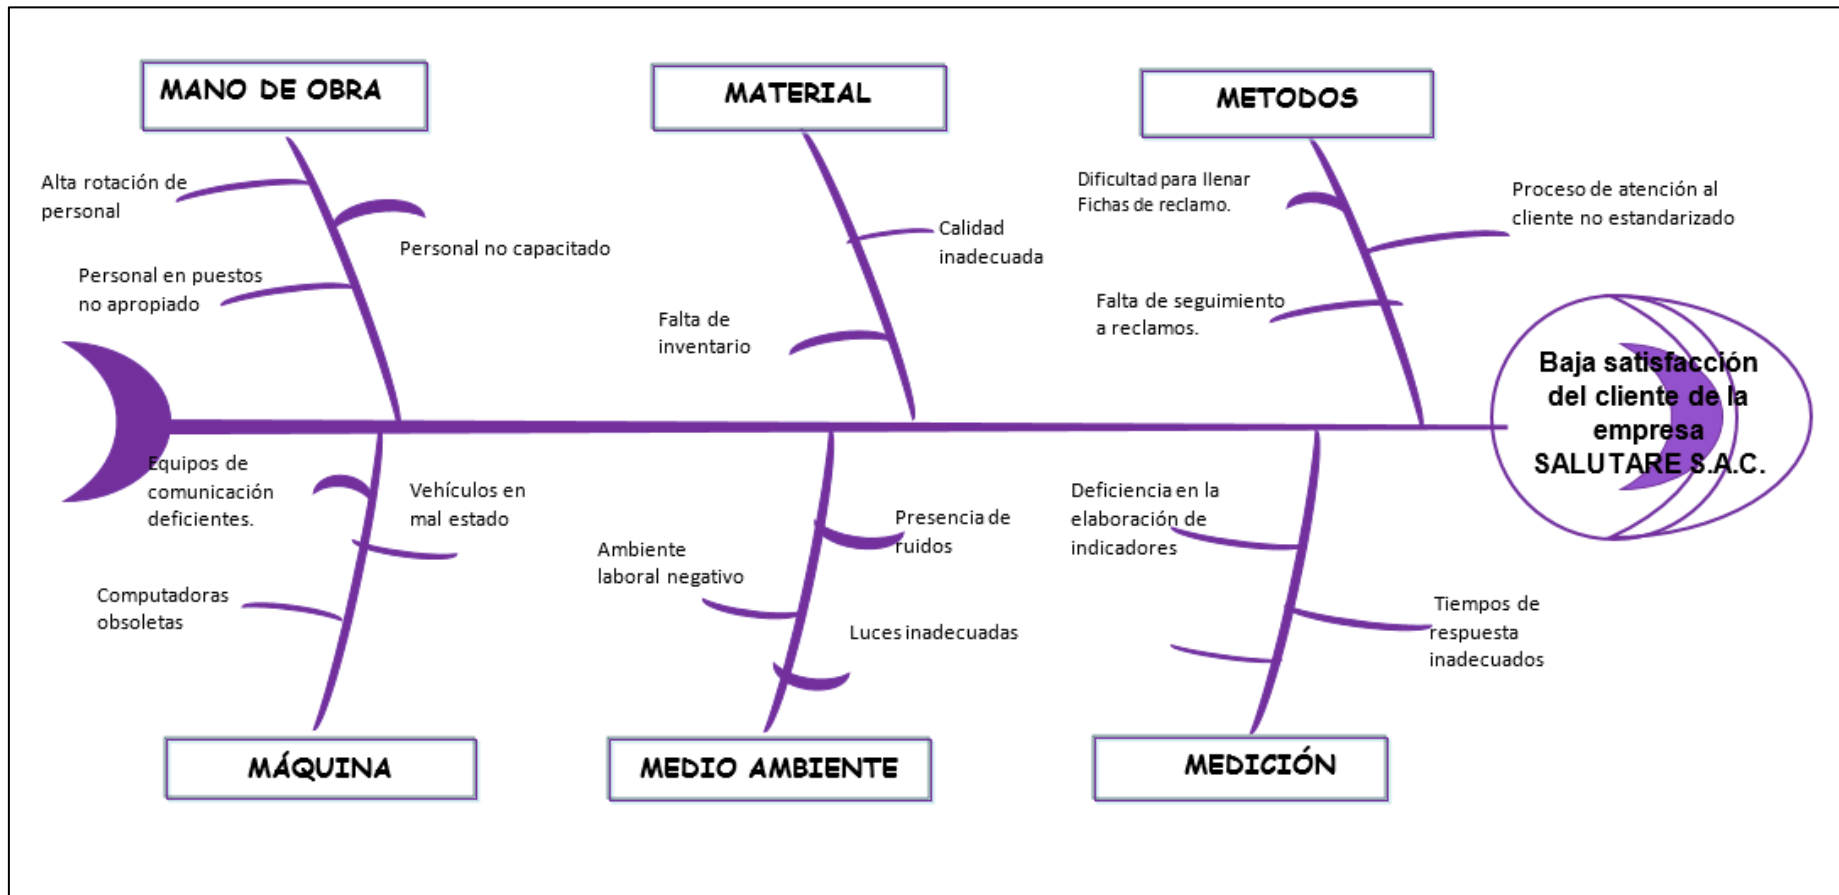 MANO DE OBRA
MATERIAL
METODOS
Alta rotación de
personal
Personal no capacitado
Personal en puestos
no apropiado
Calidad
inadecuada
Falta de
inventario
Dificultad para llenar
Fichas de reclamo.
Proceso de atención al
cliente no estandarizado
Falta de seguimiento
a reclamos.
Baja satisfacción
del cliente de la
empresa
SALUTARE S.A.C.
Equipos de
comunicación
deficientes.
Vehículos en
mal estado
Computadoras
obsoletas
Presencia de
ruidos
Ambiente
laboral negativo
Luces inadecuadas
Deficiencia en la
elaboración de
indicadores
Tiempos de
respuesta
inadecuados
MÁQUINA
MEDIO AMBIENTE
MEDICIÓN